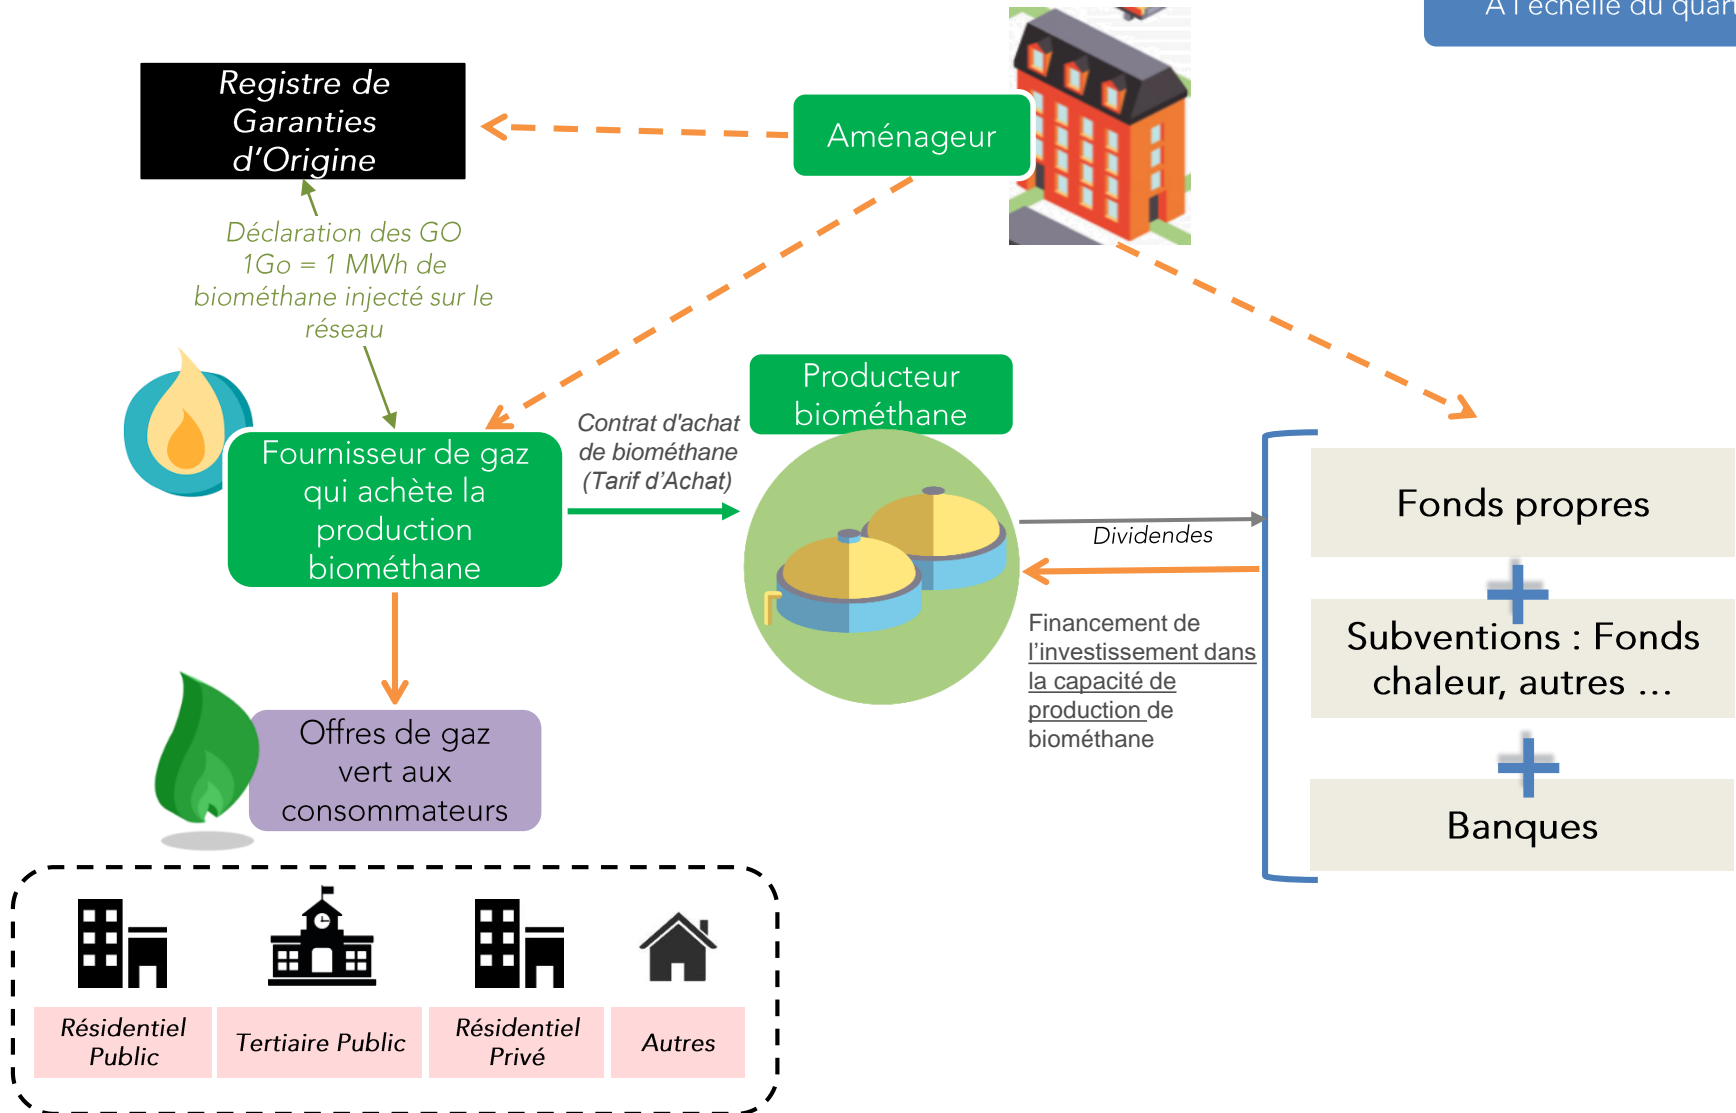 A l'échelle du
Registre de
Garanties
d'Origine
Aménageur
Déclaration des GO
1Go = 1 MWh de
biométhane injecté sur le
réseau
Producteur
biométhane
Contrat d'achat
de biométhane
(Tarif d'Achat)
Fournisseur de gaz
qui achète la
production
biométhane
Dividendes
Financement de
l'investissement dans
la capacité de
production de
biométhane
Fonds propres
Subventions : Fonds
chaleur, autres ...
Banques
Offres de gaz
vert aux
consommateurs
Résidentiel
Public
Tertiaire Public
Résidentiel
Privé
Autres